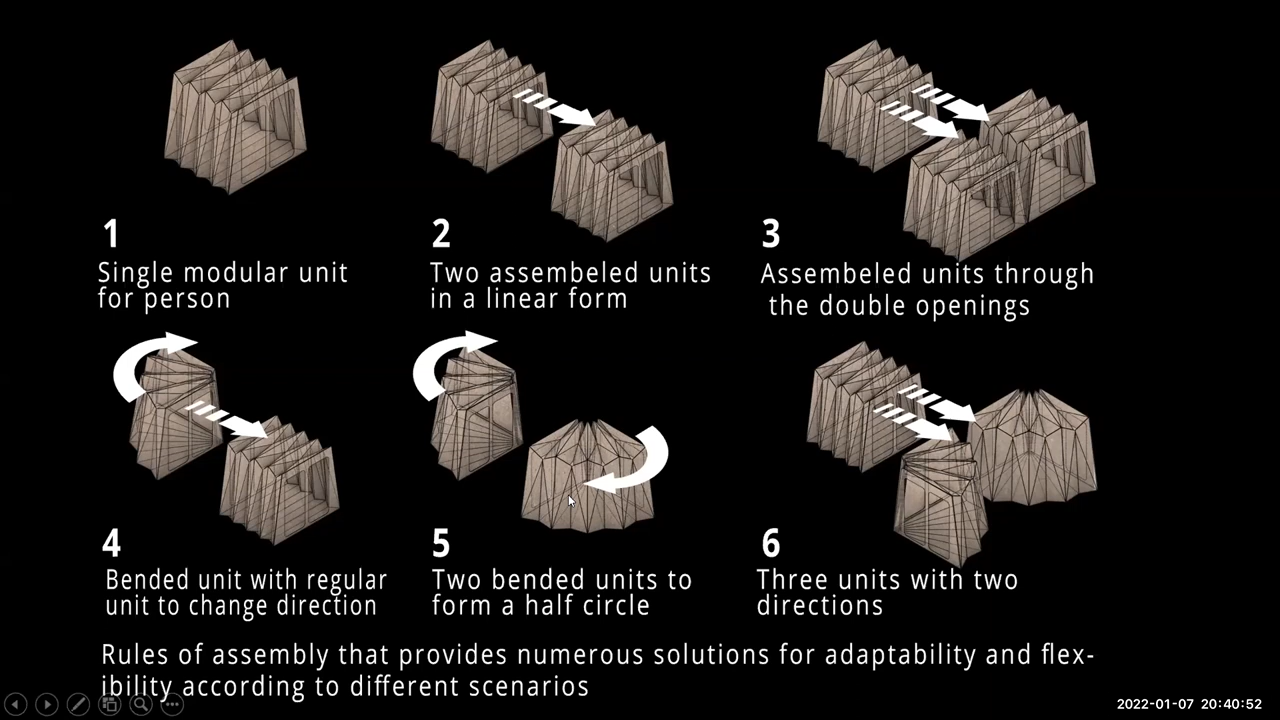 1
Single modular unit
for person
2
Two assembeled units
in a linear form
3
Assembeled units through
the double openings
4
Bended unit with regular
unit to change direction
5
Two bended units to
form a half circle
6
Three units with two
directions
Rules of assembly that provides numerous solutions for adaptability and flex-
ibility according to different scenarios
2022-01-07 20:40:52